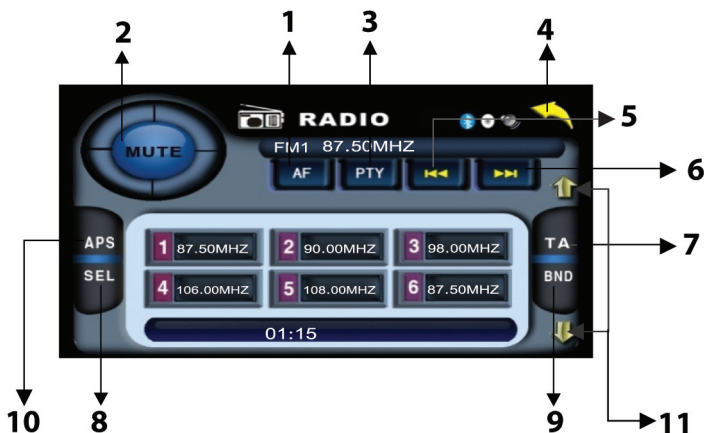 1
2
3
4
RADIO
5
FM1 87.50MHZ
MUTE
AF
PTY
6
APS
1 87.50MHZ
2 90.00MHZ
3 98.00MHZ
TA
7
SEL
4 106.00MHZ
5 108.00MHZ
6 87.50MHZ
BND
01:15
10
8
9
11